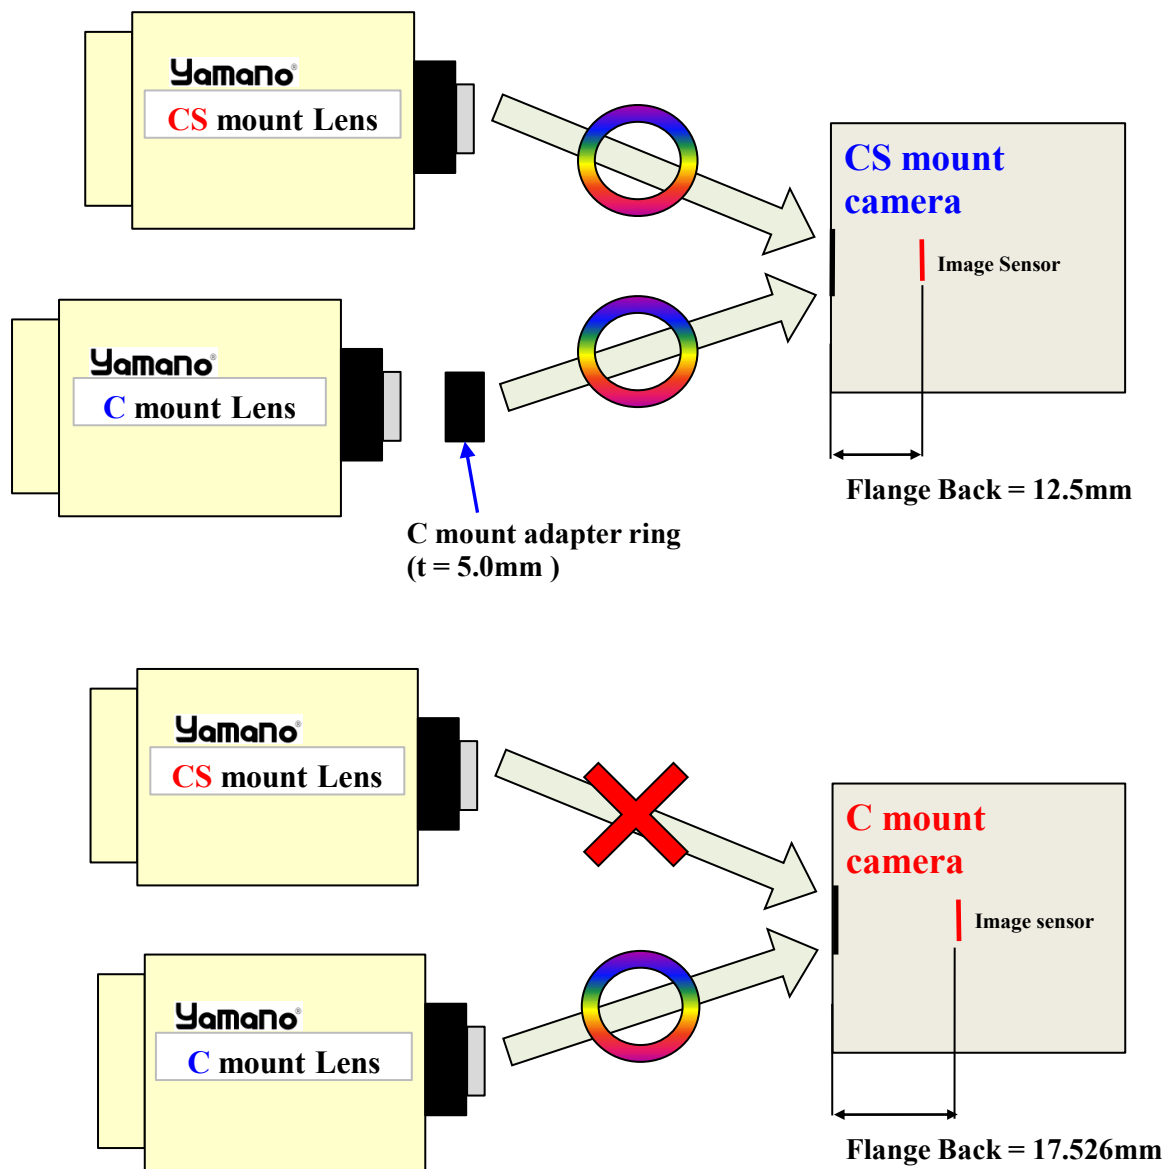 Yamano®
CS mount Lens
CS mount
camera
Image Sensor
Yamano®
C mount Lens
Flange Back = 12.5mm
C mount adapter ring
(t = 5.0mm )
Yamano®
CS mount Lens
C mount
camera
Image sensor
Yamano®
C mount Lens
Flange Back = 17.526mm